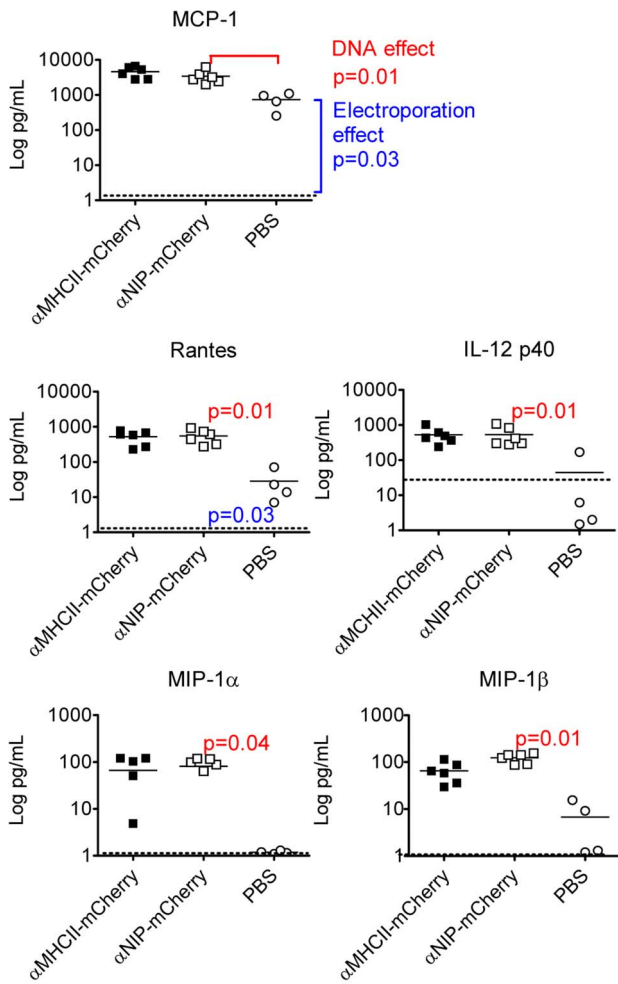 MCP-1
10000
1000
100
10
1
Log pg/mL
αMHCII-mCherry
αNIP-mCherry
PBS
DNA effect
p=0.01
Electroporation
effect
p=0.03
Rantes
10000
1000
100
10
1
Log pg/mL
p=0.01
p=0.03
αMHCII-mCherry
αNIP-mCherry
PBS
IL-12 p40
10000
1000
100
10
1
Log pg/mL
p=0.01
αMCHII-mCherry
αNIP-mCherry
PBS
MIP-1α
1000
100
10
1
Log pg/mL
p=0.04
αMHCII-mCherry
αNIP-mCherry
PBS
MIP-1β
1000
100
10
1
Log pg/mL
p=0.01
αMHCII-mCherry
αNIP-mCherry
PBS